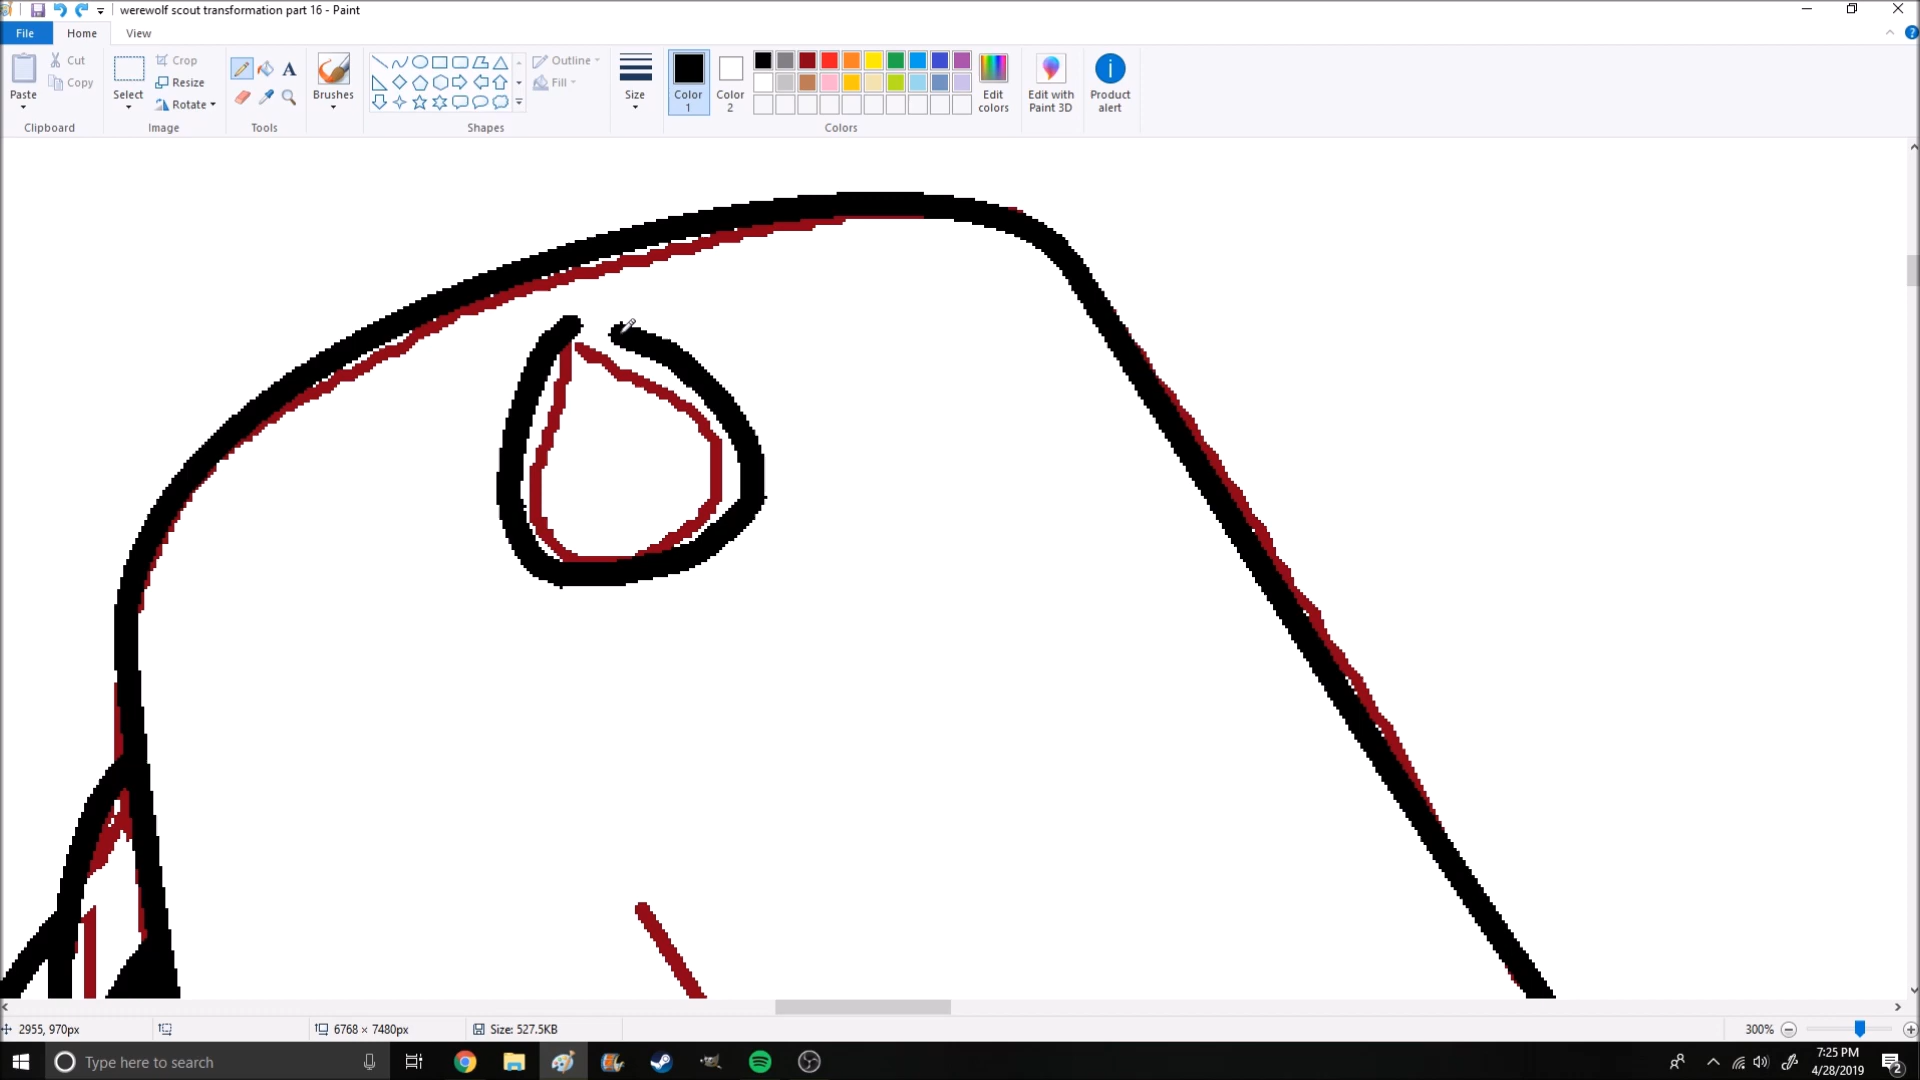 werewolf scout transformation part 16 - Paint
File
Home
View
Paste
Cut
Copy
Clipboard
Select
Crop
Resize
Rotate
Image
A
Tools
Brushes
Shapes
Outline
Fill
Size
Color 1
Color 2
Edit colors
Colors
Edit with Paint 3D
Product alert
2955, 970px
6768 × 7480px
Size: 527.5KB
300%
Type here to search
7:25 PM
4/28/2019
2